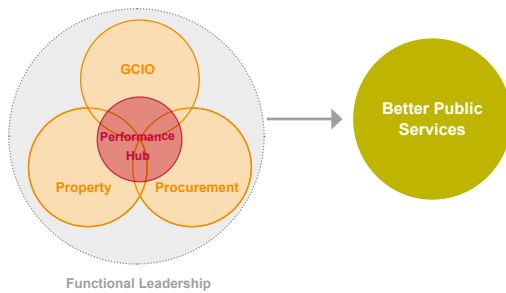 GCIO
Performance
Hub
Property
Procurement
Better Public
Services
Functional Leadership